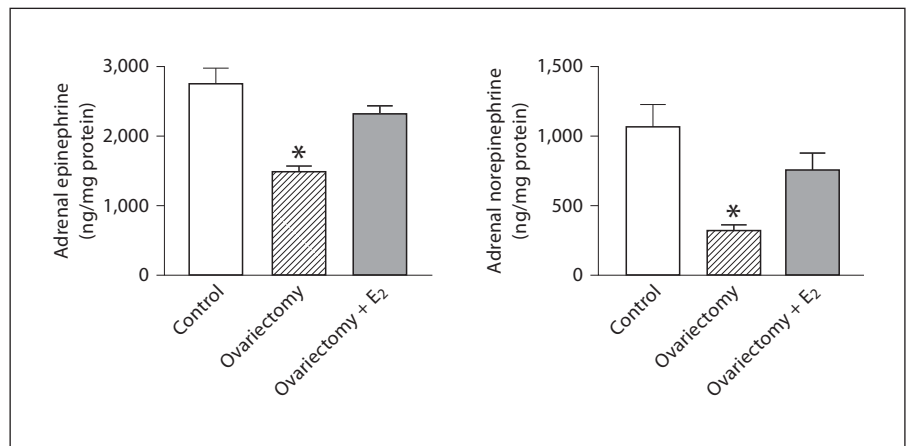 Adrenal epinephrine
(ng/mg protein)
3,000
2,000
1,000
0
*
Control
Ovariectomy
Ovariectomy + E₂
Adrenal norepinephrine
(ng/mg protein)
1,500
1,000
500
0
*
Control
Ovariectomy
Ovariectomy + E₂